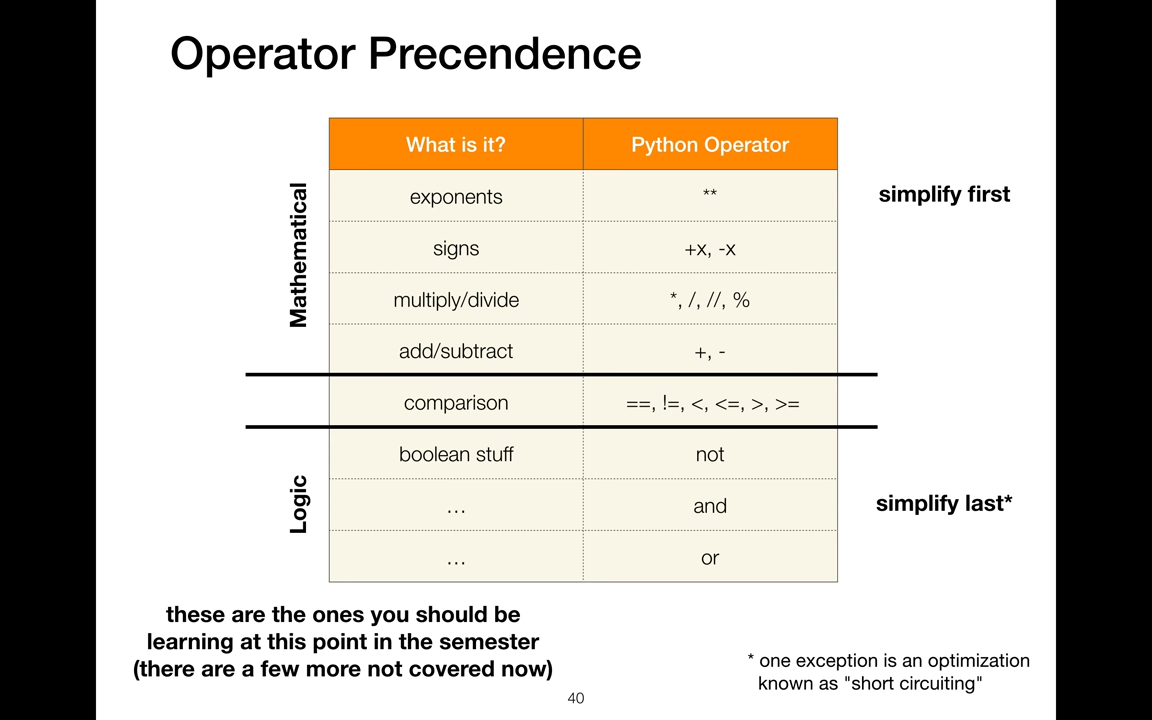 Operator Precendence
What is it? Python Operator
exponents **
signs +x, -x
multiply/divide *, /, //, %
add/subtract +, -
comparison ==, !=, <, <=, >, >=
boolean stuff not
… and
… or
Mathematical
Logic
simplify first
simplify last*
these are the ones you should be
learning at this point in the semester
(there are a few more not covered now)
* one exception is an optimization
known as "short circuiting"
40